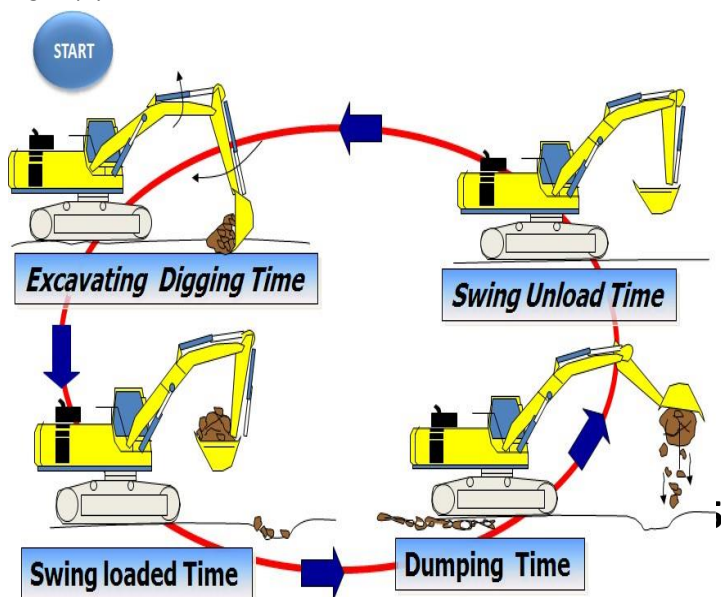 START
Excavating Digging Time
Swing Unload Time
Swing loaded Time
Dumping Time